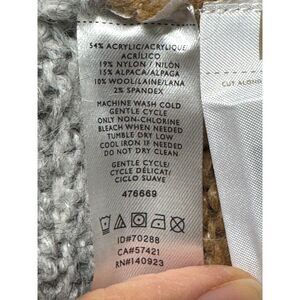 54% ACRYLIC/ACRYLIQUE
ACRÍLICO
19% NYLON / NILÓN
15% ALPACA/ALPAGA
10% WOOL/LAINE/LANA
2% SPANDEX
MACHINE WASH COLD
GENTLE CYCLE
ONLY NON-CHLORINE
BLEACH WHEN NEEDED
TUMBLE DRY LOW
COOL IRON IF NEEDED
DO NOT DRY CLEAN
GENTLE CYCLE/
CYCLE DÉLICAT/
CICLO SUAVE
476669
ID#70288
CA#57421
RN#140923
CUT ALONG